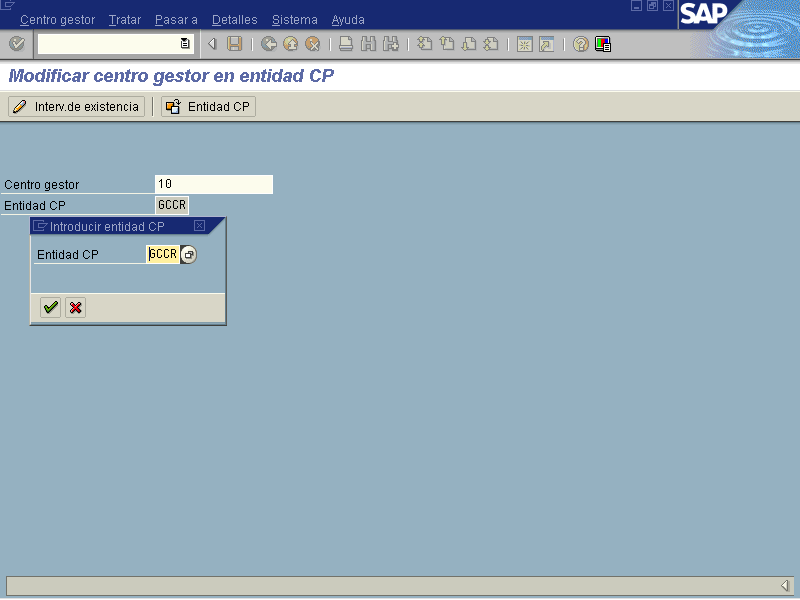 Centro gestor Tratar Pasar a Detalles Sistema Ayuda
SAP
Modificar centro gestor en entidad CP
Interv.de existencia Entidad CP
Centro gestor 10
Entidad CP GCCR
Introducir entidad CP
Entidad CP GCCR